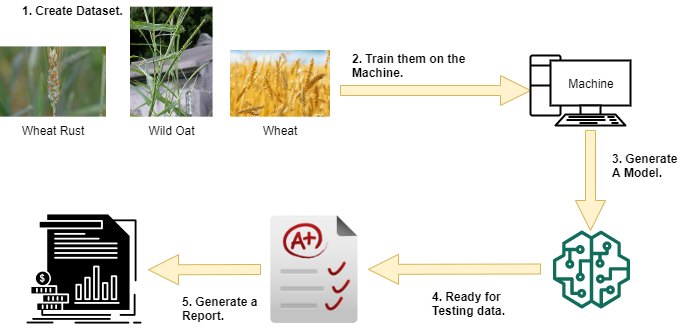 1. Create Dataset.
Wheat Rust
Wild Oat
Wheat
2. Train them on the
Machine.
Machine
3. Generate
A Model.
4. Ready for
Testing data.
A+
5. Generate a
Report.
$